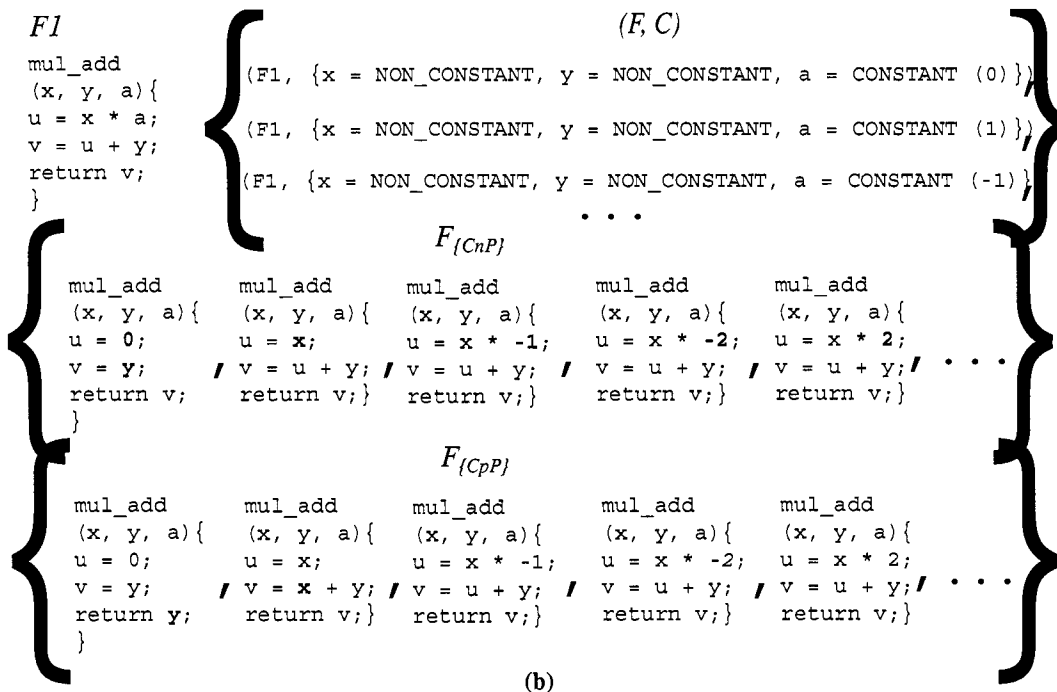 F1
mul_add
(x, y, a){
u = x * a;
v = u + y;
return v;
}
(F, C)
(F1, {x = NON_CONSTANT, y = NON_CONSTANT, a = CONSTANT (0)}),
(F1, {x = NON_CONSTANT, y = NON_CONSTANT, a = CONSTANT (1)}),
(F1, {x = NON_CONSTANT, y = NON_CONSTANT, a = CONSTANT (-1)},
. . .
F{CnP}
mul_add
(x, y, a){
u = 0;
v = y;
return v;
}
,
mul_add
(x, y, a){
u = x;
v = u + y;
return v;}
,
mul_add
(x, y, a){
u = x * -1;
v = u + y;
return v;}
,
mul_add
(x, y, a){
u = x * -2;
v = u + y;
return v;}
,
mul_add
(x, y, a){
u = x * 2;
v = u + y;
return v;}
, . . .
F{CpP}
mul_add
(x, y, a){
u = 0;
v = y;
return y;
}
,
mul_add
(x, y, a){
u = x;
v = x + y;
return v;}
,
mul_add
(x, y, a){
u = x * -1;
v = u + y;
return v;}
,
mul_add
(x, y, a){
u = x * -2;
v = u + y;
return v;}
,
mul_add
(x, y, a){
u = x * 2;
v = u + y;
return v;}
, . . .
(b)